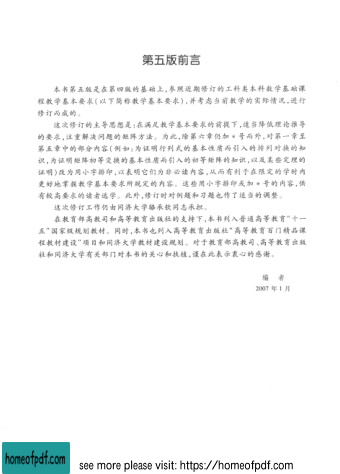 第五版前言
本书第五版是在第四版的基础上,参照近期修订的工科类本科数学基础课
程教学基本要求(以下简称教学基本要求),并考虑当前教学的实际情况,进行
修订而成的。
这次修订的主导思想是:在满足教学基本要求的前提下,适当降低理论推导
的要求,注重解决问题的矩阵方法。为此,除第六章仍加*号而外,对第一章至
第五章中的部分内容(例如:为证明行列式的基本性质而引入的排列对换的知
识,为证明矩阵初等变换的基本性质而引入的初等矩阵的知识,以及某些定理的
证明)改为用小字排印,以表明它们为非必读内容,从而有利于在限定的学时内
更好地掌握教学基本要求所规定的内容。这些用小字排印或加*号的内容,供
有较高要求的读者选学。此外,修订时对例题和习题也作了适当的调整。
这次修订工作仍由同济大学骆承钦同志承担。
在教育部高教司和高等教育出版社的支持下,本书列入普通高等教育“十一
五”国家级规划教材。同时,本书也列入高等教育出版社“高等教育百门精品课
程教材建设”项目和同济大学教材建设规划。对于教育部高教司、高等教育出版
社和同济大学有关部门对本书的关心和扶植,谨在此表示衷心的感谢。
编 者
2007 年 1 月
homeofpdf.com
see more please visit: https://homeofpdf.com